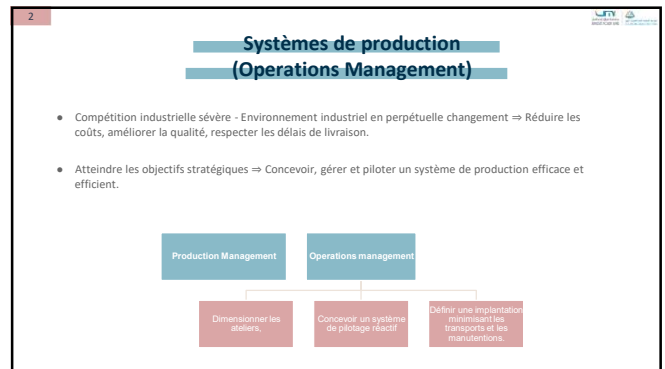 2
Systèmes de production
(Operations Management)
● Compétition industrielle sévère - Environnement industriel en perpétuelle changement ⇒ Réduire les
coûts, améliorer la qualité, respecter les délais de livraison.
● Atteindre les objectifs stratégiques ⇒ Concevoir, gérer et piloter un système de production efficace et
efficient.
Production Management
Operations management
Dimensionner les
ateliers,
Concevoir un système
de pilotage réactif
Définir une implantation
minimisant les
transports et les
manutentions.